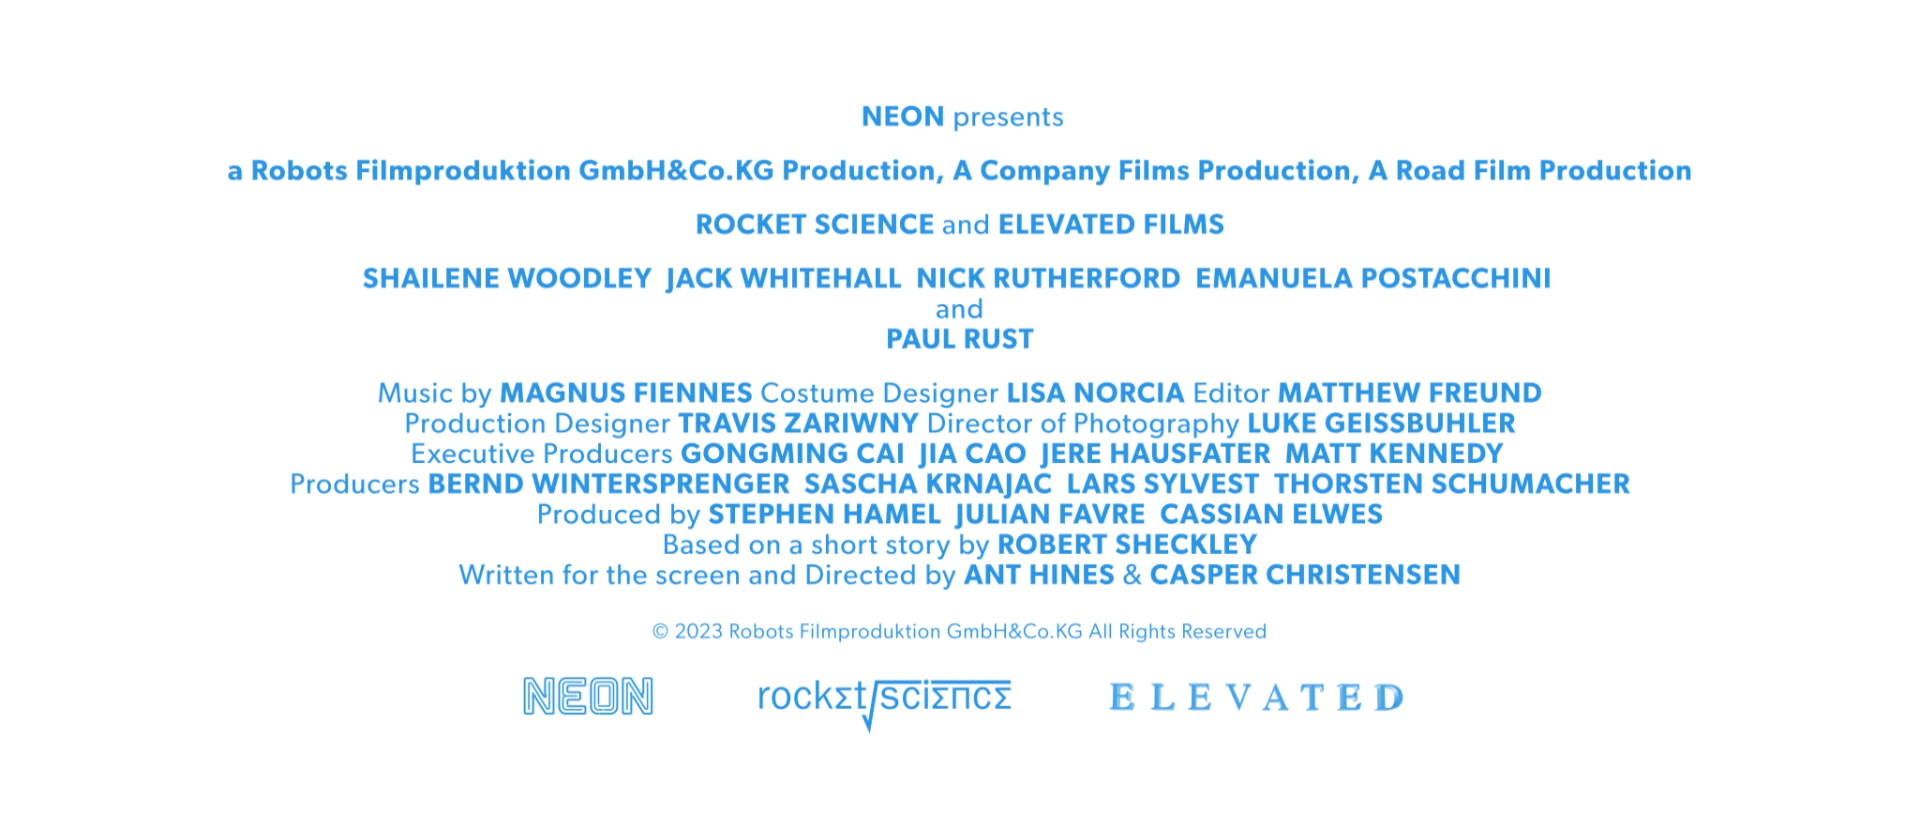 NEON presents
a Robots Filmproduktion GmbH&Co.KG Production, A Company Films Production, A Road Film Production
ROCKET SCIENCE and ELEVATED FILMS
SHAILENE WOODLEY JACK WHITEHALL NICK RUTHERFORD EMANUELA POSTACCHINI
and
PAUL RUST
Music by MAGNUS FIENNES Costume Designer LISA NORCIA Editor MATTHEW FREUND
Production Designer TRAVIS ZARIWNY Director of Photography LUKE GEISSBUHLER
Executive Producers GONGMING CAI JIA CAO JERE HAUSFATER MATT KENNEDY
Producers BERND WINTERSPRENGER SASCHA KRNAJAC LARS SYLVEST THORSTEN SCHUMACHER
Produced by STEPHEN HAMEL JULIAN FAVRE CASSIAN ELWES
Based on a short story by ROBERT SHECKLEY
Written for the screen and Directed by ANT HINES & CASPER CHRISTENSEN
© 2023 Robots Filmproduktion GmbH&Co.KG All Rights Reserved
NEON rockΣt√sciΣncΣ ELEVATED